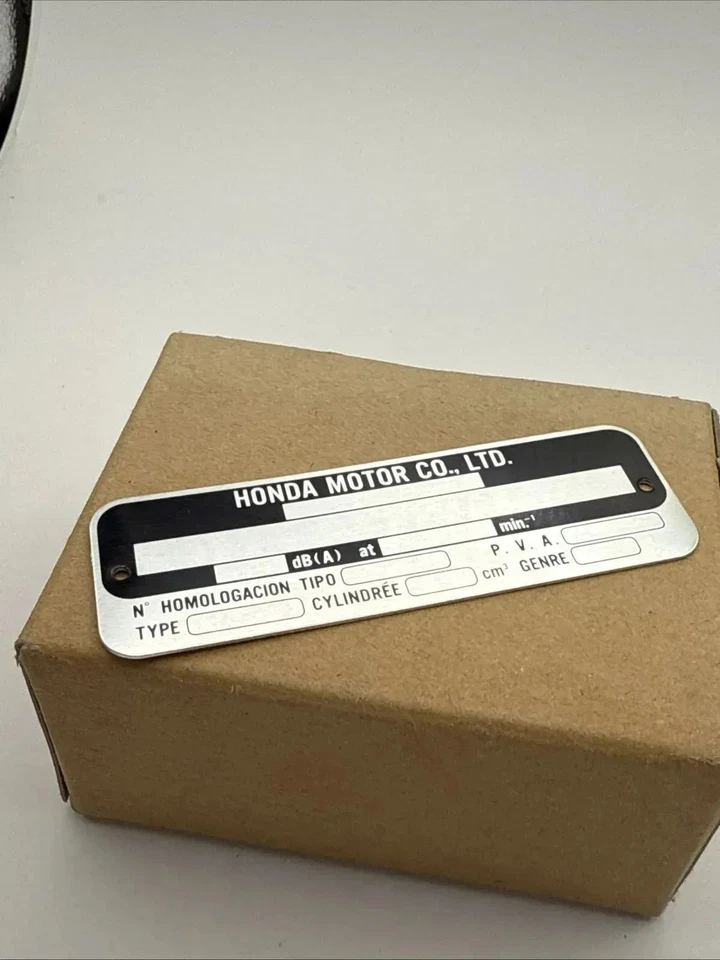 HONDA MOTOR CO., LTD.
dB(A) at min.⁻¹
N° HOMOLOGACION TIPO P. V. A.
TYPE CYLINDRÉE cm³ GENRE